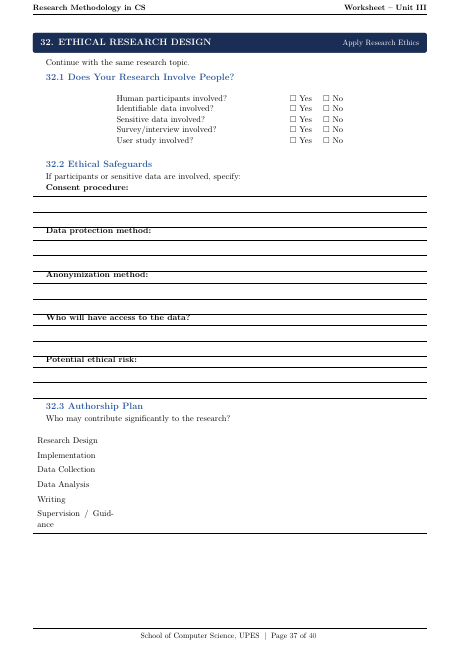 Research Methodology in CS Worksheet – Unit III
32. ETHICAL RESEARCH DESIGN Apply Research Ethics
Continue with the same research topic.
32.1 Does Your Research Involve People?
Human participants involved? ☐ Yes ☐ No
Identifiable data involved? ☐ Yes ☐ No
Sensitive data involved? ☐ Yes ☐ No
Survey/interview involved? ☐ Yes ☐ No
User study involved? ☐ Yes ☐ No
32.2 Ethical Safeguards
If participants or sensitive data are involved, specify:
Consent procedure:
Data protection method:
Anonymization method:
Who will have access to the data?
Potential ethical risk:
32.3 Authorship Plan
Who may contribute significantly to the research?
Research Design
Implementation
Data Collection
Data Analysis
Writing
Supervision / Guid-
ance
School of Computer Science, UPES | Page 37 of 40